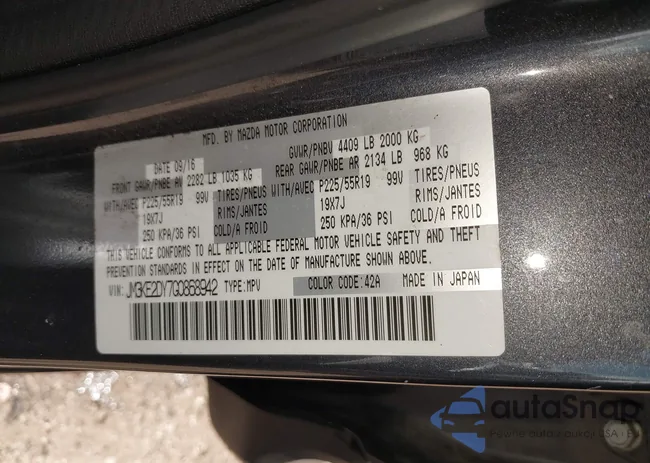 MFD. BY MAZDA MOTOR CORPORATION
DATE 09/16 GVWR/PNBV 4409 LB 2000 KG
FRONT GAWR/PNBE AV 2282 LB 1035 KG REAR GAWR/PNBE AR 2134 LB 968 KG
WITH/AVEC P225/55R19 99V TIRES/PNEUS WITH/AVEC P225/55R19 99V TIRES/PNEUS
19X7J RIMS/JANTES 19X7J RIMS/JANTES
250 KPA/36 PSI COLD/A FROID 250 KPA/36 PSI COLD/A FROID
THIS VEHICLE CONFORMS TO ALL APPLICABLE FEDERAL MOTOR VEHICLE SAFETY AND THEFT
PREVENTION STANDARDS IN EFFECT ON THE DATE OF MANUFACTURE SHOWN ABOVE.
VIN: JM3KE2DY7G0868942 TYPE:MPV COLOR CODE:42A MADE IN JAPAN
autoSnap
Pewne auta z aukcji USA i EU